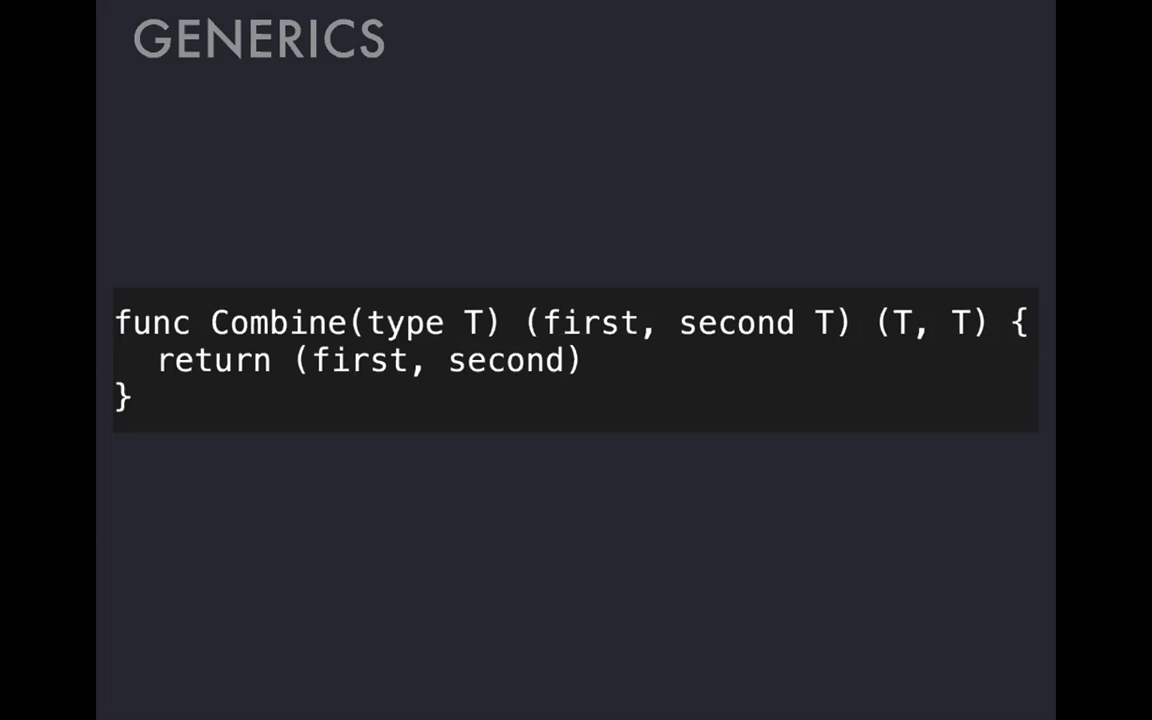 GENERICS
func Combine(type T) (first, second T) (T, T) {
  return (first, second)
}